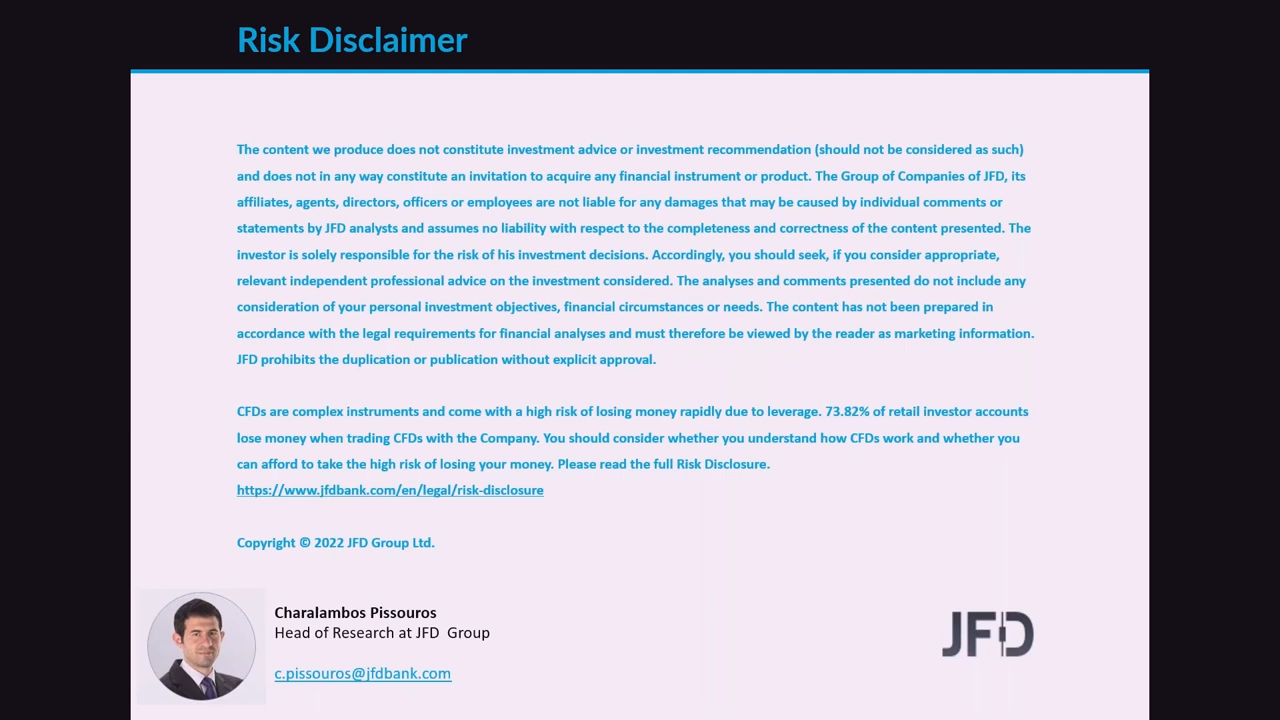 Risk Disclaimer
The content we produce does not constitute investment advice or investment recommendation (should not be considered as such)
and does not in any way constitute an invitation to acquire any financial instrument or product. The Group of Companies of JFD, its
affiliates, agents, directors, officers or employees are not liable for any damages that may be caused by individual comments or
statements by JFD analysts and assumes no liability with respect to the completeness and correctness of the content presented. The
investor is solely responsible for the risk of his investment decisions. Accordingly, you should seek, if you consider appropriate,
relevant independent professional advice on the investment considered. The analyses and comments presented do not include any
consideration of your personal investment objectives, financial circumstances or needs. The content has not been prepared in
accordance with the legal requirements for financial analyses and must therefore be viewed by the reader as marketing information.
JFD prohibits the duplication or publication without explicit approval.
CFDs are complex instruments and come with a high risk of losing money rapidly due to leverage. 73.82% of retail investor accounts
lose money when trading CFDs with the Company. You should consider whether you understand how CFDs work and whether you
can afford to take the high risk of losing your money. Please read the full Risk Disclosure.
https://www.jfdbank.com/en/legal/risk-disclosure
Copyright © 2022 JFD Group Ltd.
Charalambos Pissouros
Head of Research at JFD Group
c.pissouros@jfdbank.com
JFD